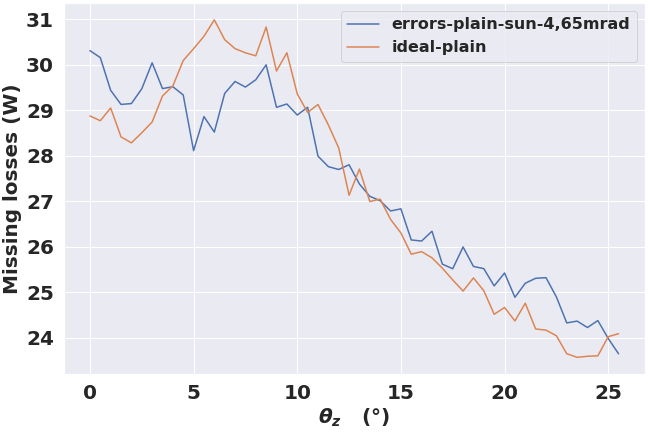 errors-plain-sun-4,65mrad
ideal-plain
Missing losses (W)
31
30
29
28
27
26
25
24
0 5 10 15 20 25
θz (°)